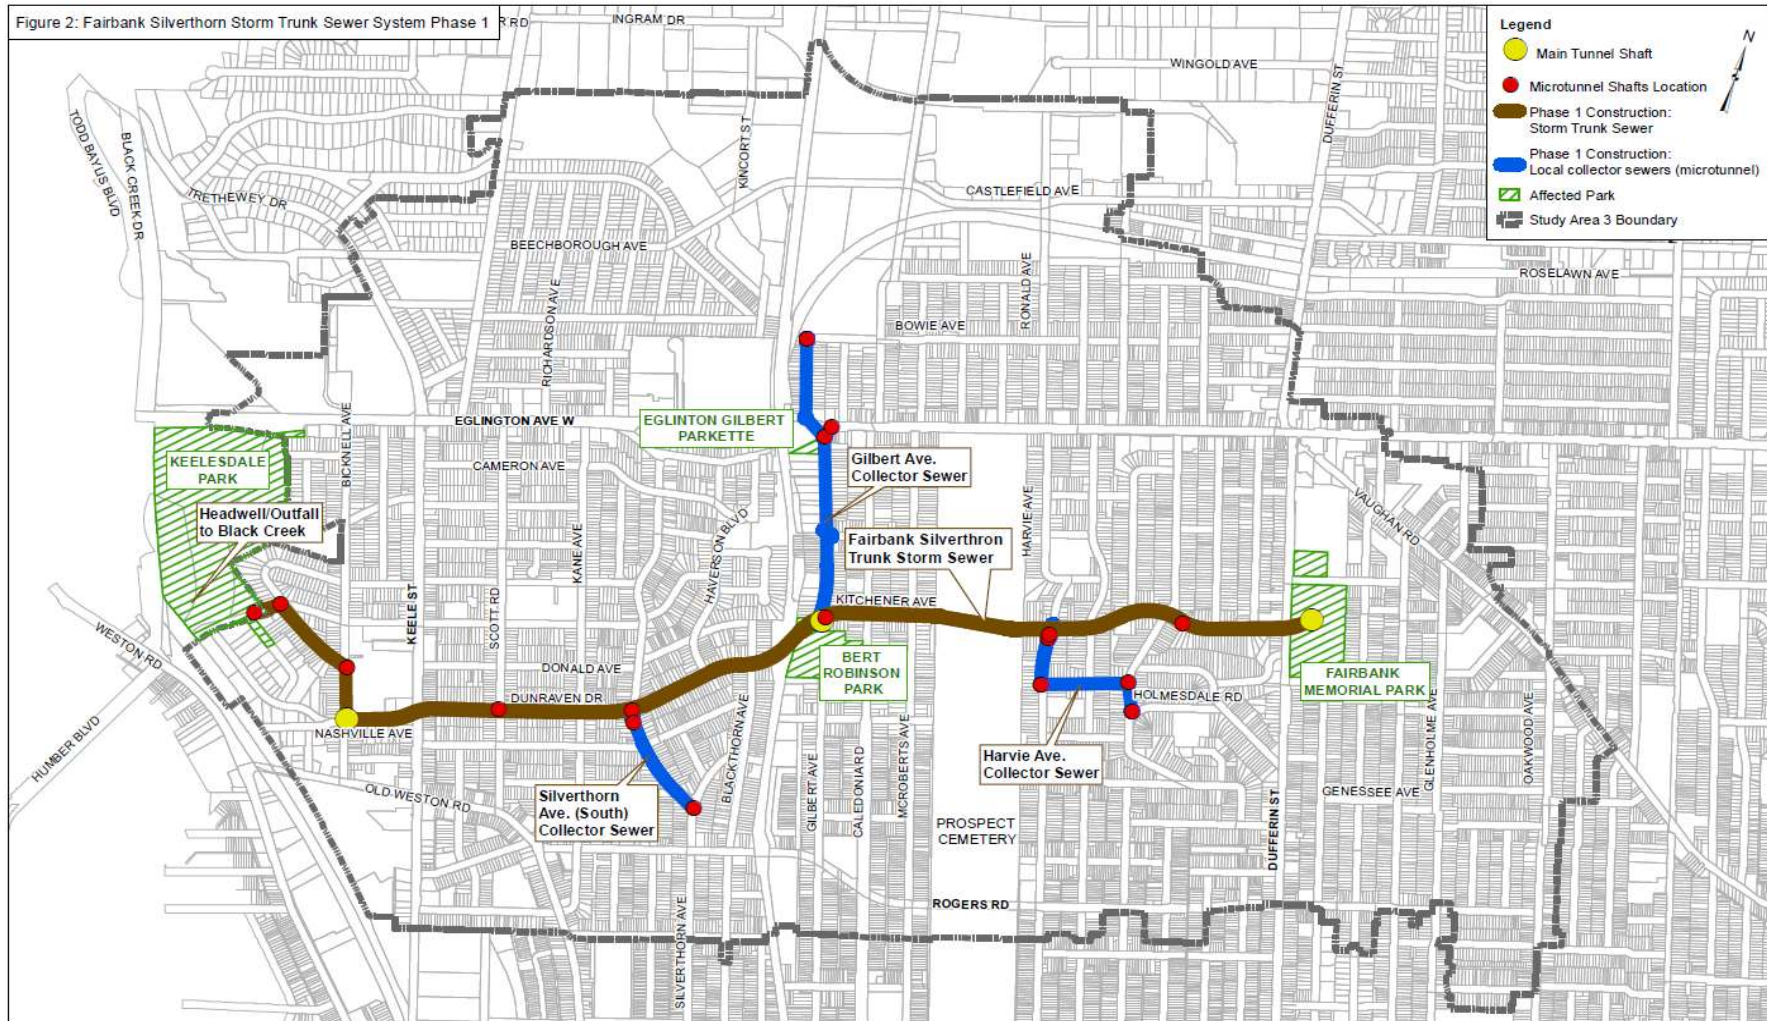 Figure 2: Fairbank Silverthorn Storm Trunk Sewer System Phase 1
R RD
INGRAM DR
Legend
Main Tunnel Shaft
Microtunnel Shafts Location
Phase 1 Construction:
Storm Trunk Sewer
Phase 1 Construction:
Local collector sewers (microtunnel)
Affected Park
Study Area 3 Boundary
N
WINGOLD AVE
DUFFERIN ST
TODD BAYUS BLVD
BLACK CREEK DR
KINCORT ST
TRETHEWEY DR
CASTLEFIELD AVE
BEECHBOROUGH AVE
ROSELAWN AVE
RICHARDSON AVE
RONALD AVE
BOWIE AVE
EGLINGTON AVE W
EGLINTON GILBERT
PARKETTE
BICKNELL AVE
KEELESDALE
PARK
CAMERON AVE
Gilbert Ave.
Collector Sewer
HARVIE AVE
VAUGHAN RD
Headwell/Outfall
to Black Creek
HAVERSON BLVD
KANE AVE
Fairbank Silverthron
Trunk Storm Sewer
KEELE ST
SCOTT RD
KITCHENER AVE
WESTON RD
DONALD AVE
BERT
ROBINSON
PARK
FAIRBANK
MEMORIAL PARK
DUNRAVEN DR
HOLMESDALE RD
NASHVILLE AVE
HUMBER BLVD
BLACKTHORN AVE
GILBERT AVE
CALEDONIA RD
MCROBERTS AVE
Harvie Ave.
Collector Sewer
GLENHOLME AVE
OAKWOOD AVE
OLD WESTON RD
Silverthorn
Ave. (South)
Collector Sewer
GENESSEE AVE
DUFFERIN ST
PROSPECT
CEMETERY
ROGERS RD
SILVERTHORN AVE